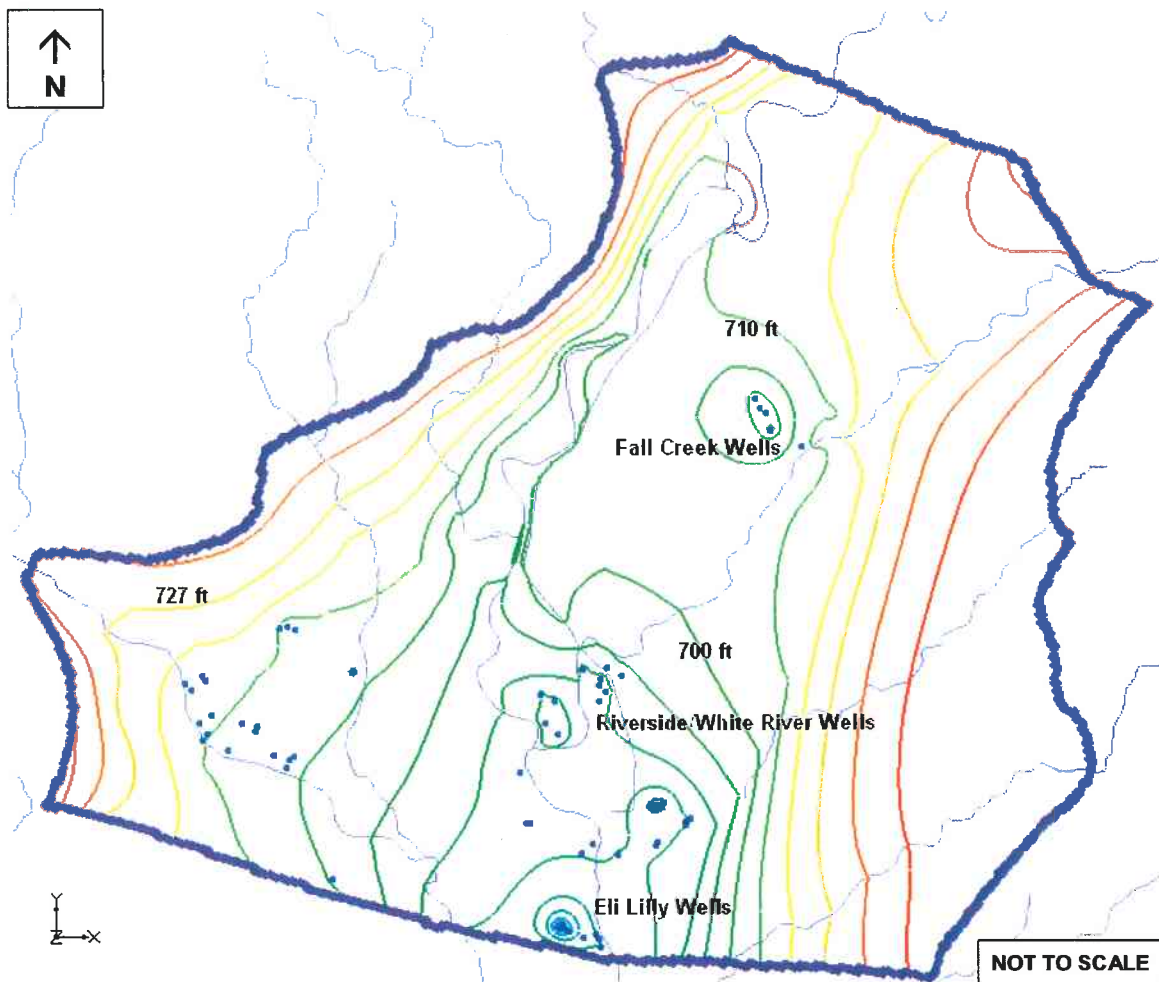 N
710 ft
Fall Creek Wells
727 ft
700 ft
Riverside/White River Wells
Eli Lilly Wells
Y
Z
X
NOT TO SCALE